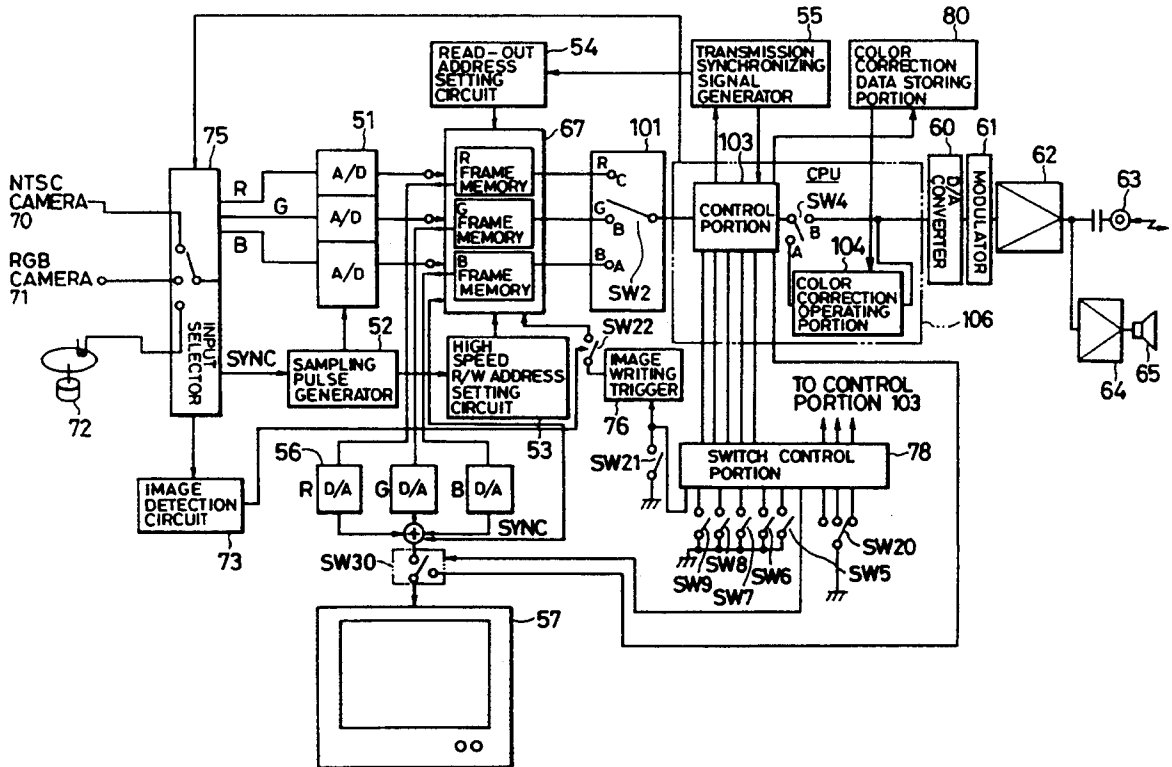 54
READ-OUT
ADDRESS
SETTING
CIRCUIT
55
TRANSMISSION
SYNCHRONIZING
SIGNAL
GENERATOR
80
COLOR
CORRECTION
DATA STORING
PORTION
75
51
67
101
103
60
61
62
63
NTSC
CAMERA
70
RGB
CAMERA
71
72
INPUT
SELECTOR
R
G
B
SYNC
A/D
A/D
A/D
R
FRAME
MEMORY
G
FRAME
MEMORY
B
FRAME
MEMORY
R
C
G
B
B
A
SW2
CPU
CONTROL
PORTION
SW4
B
A
104
COLOR
CORRECTION
OPERATING
PORTION
106
D/A
CONVERTER
MODULATOR
64
65
52
SAMPLING
PULSE
GENERATOR
HIGH
SPEED
R/W ADDRESS
SETTING
CIRCUIT
53
SW22
IMAGE
WRITING
TRIGGER
76
TO CONTROL
PORTION 103
SWITCH CONTROL
PORTION
78
SW21
IMAGE
DETECTION
CIRCUIT
73
56
R
D/A
G
D/A
B
D/A
+
SYNC
SW30
SW9
SW8
SW7
SW6
SW5
SW20
57